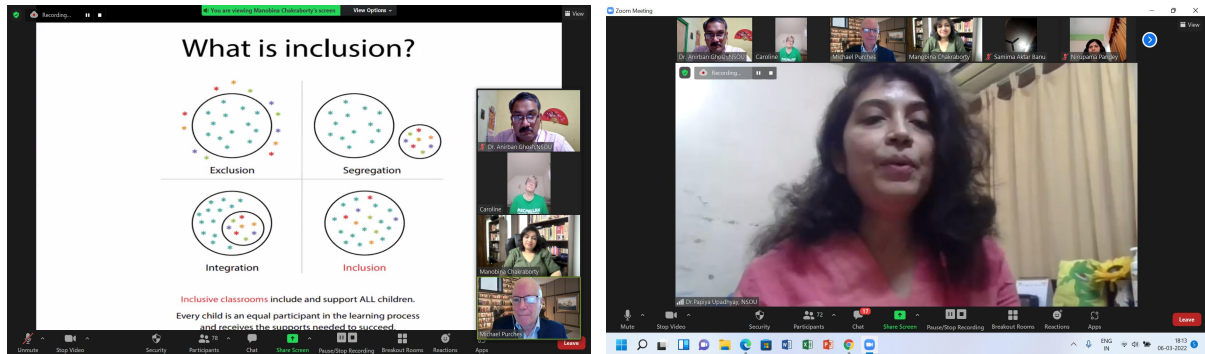 Recording...
You are viewing Manobina Chakraborty's screen
View Options
View
What is inclusion?
Exclusion
Segregation
Integration
Inclusion
Inclusive classrooms include and support ALL children.
Every child is an equal participant in the learning process
and receives the supports needed to succeed.
Dr. Anirban Ghosh,NSOU
Caroline
Manobina Chakraborty
Michael Purches
Unmute
Stop Video
Security
Participants
78
Chat
Share Screen
Pause/Stop Recording
Breakout Rooms
Reactions
Apps
Leave
Zoom Meeting
View
Dr. Anirban Ghosh,NSOU
Caroline
Michael Purches
Manobina Chakraborty
Samima Aktar Banu
Nirupama Pandey
Recording...
Dr.Papiya Upadhyay, NSOU
Mute
Stop Video
Security
Participants
72
Chat
37
Share Screen
Pause/Stop Recording
Breakout Rooms
Reactions
Apps
Leave
ENG
IN
18:13
06-03-2022